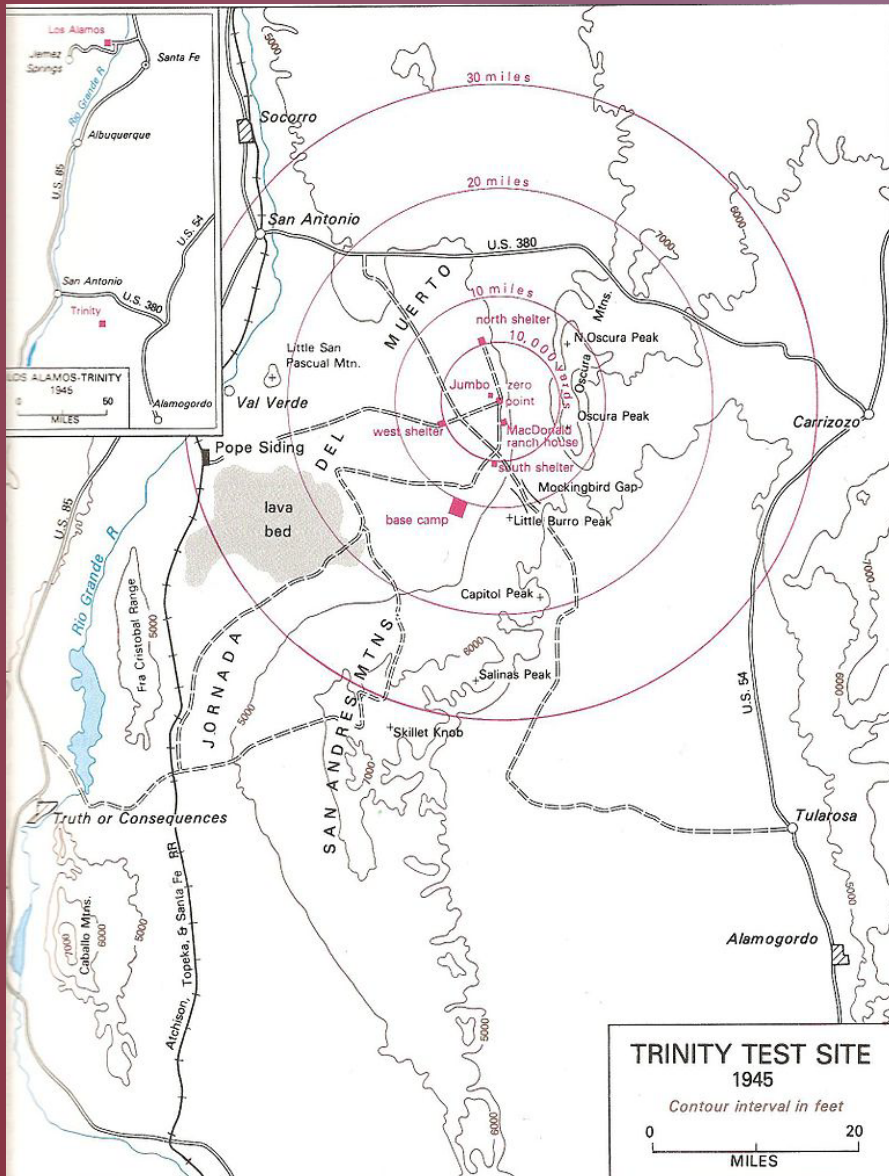 Los Alamos
Jemez
Springs
Santa Fe
Rio Grande R
Albuquerque
U.S. 85
U.S. 54
San Antonio
U.S. 380
Trinity
Alamogordo
LOS ALAMOS-TRINITY
1945
0 50
MILES
5000
30 miles
Socorro
20 miles
6000
San Antonio
U.S. 380
7000
MUERTO
10 miles
north shelter
10,000 yards
Mtns.
N.Oscura Peak
Oscura
Little San
Pascual Mtn.
Jumbo
zero
point
Val Verde
Oscura Peak
Carrizozo
west shelter
MacDonald
ranch house
Pope Siding
DEL
south shelter
Mockingbird Gap
lava
bed
base camp
Little Burro Peak
U.S. 85
Rio Grande R
Capitol Peak
7000
Fra Cristobal Range
5000
JORNADA
SAN ANDRES MTNS
6000
Salinas Peak
6000
U.S. 54
5000
Skillet Knob
7000
Truth or Consequences
Tularosa
Atchison, Topeka, & Santa Fe RR
5000
Caballo Mtns.
7000
6000
5000
Alamogordo
5000
6000
TRINITY TEST SITE
1945
Contour interval in feet
0 20
MILES